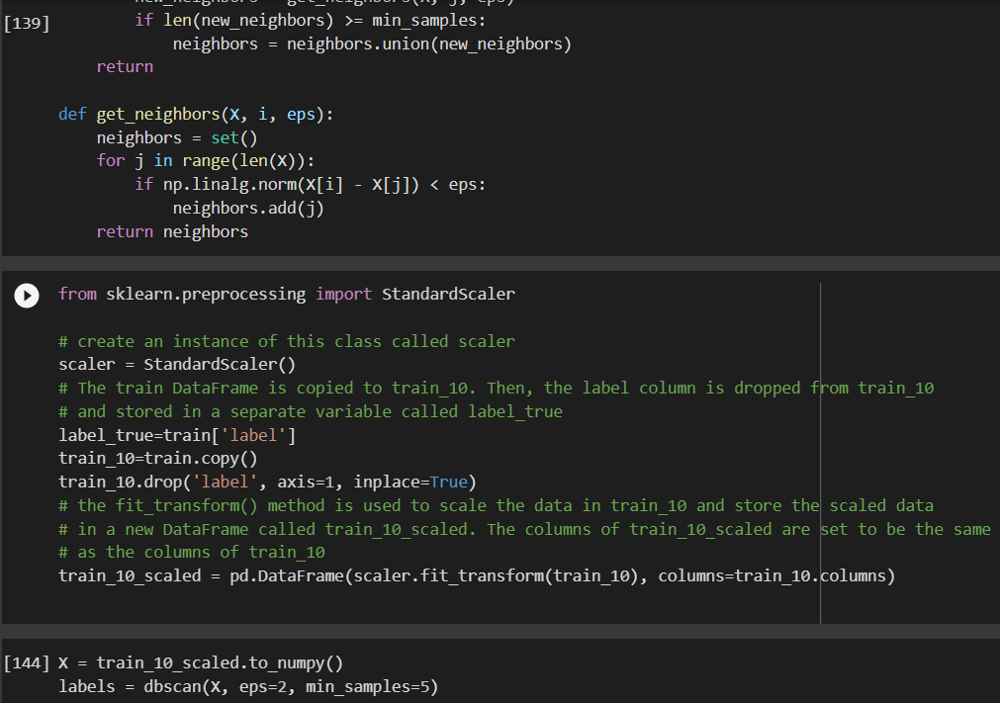 [139]        if len(new_neighbors) >= min_samples:
                neighbors = neighbors.union(new_neighbors)
        return
    def get_neighbors(X, i, eps):
        neighbors = set()
        for j in range(len(X)):
            if np.linalg.norm(X[i] - X[j]) < eps:
                neighbors.add(j)
        return neighbors
    from sklearn.preprocessing import StandardScaler
    # create an instance of this class called scaler
    scaler = StandardScaler()
    # The train DataFrame is copied to train_10. Then, the label column is dropped from train_10
    # and stored in a separate variable called label_true
    label_true=train['label']
    train_10=train.copy()
    train_10.drop('label', axis=1, inplace=True)
    # the fit_transform() method is used to scale the data in train_10 and store the scaled data
    # in a new DataFrame called train_10_scaled. The columns of train_10_scaled are set to be the same
    # as the columns of train_10
    train_10_scaled = pd.DataFrame(scaler.fit_transform(train_10), columns=train_10.columns)
[144] X = train_10_scaled.to_numpy()
    labels = dbscan(X, eps=2, min_samples=5)